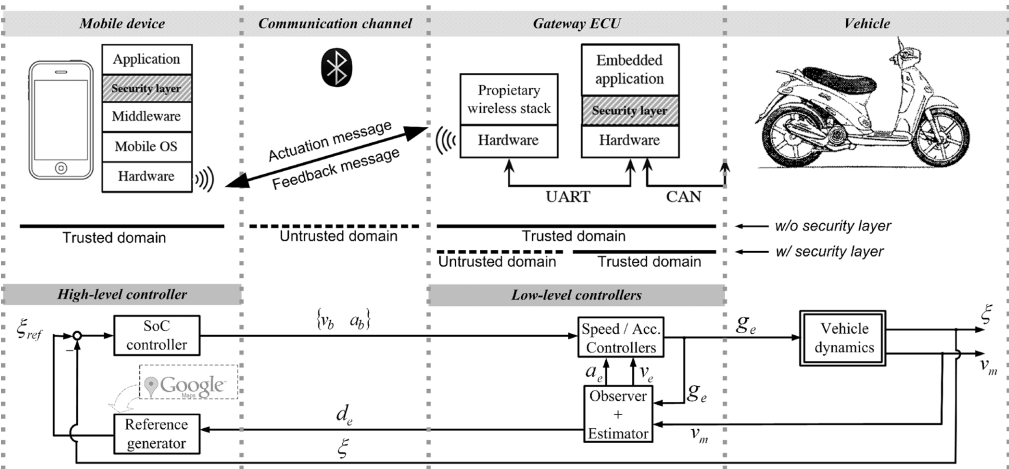 Mobile device
Communication channel
Gateway ECU
Vehicle
Application
Security layer
Middleware
Mobile OS
Hardware
Actuation message
Feedback message
Propietary
wireless stack
Hardware
Embedded
application
Security layer
Hardware
UART
CAN
Trusted domain
Untrusted domain
Trusted domain
w/o security layer
Untrusted domain
Trusted domain
w/ security layer
High-level controller
Low-level controllers
ξref
−
SoC
controller
{vb ab}
Speed / Acc.
Controllers
ge
Vehicle
dynamics
ξ
vm
ae ve
ge
Google
Maps
Reference
generator
de
Observer
+
Estimator
vm
ξ